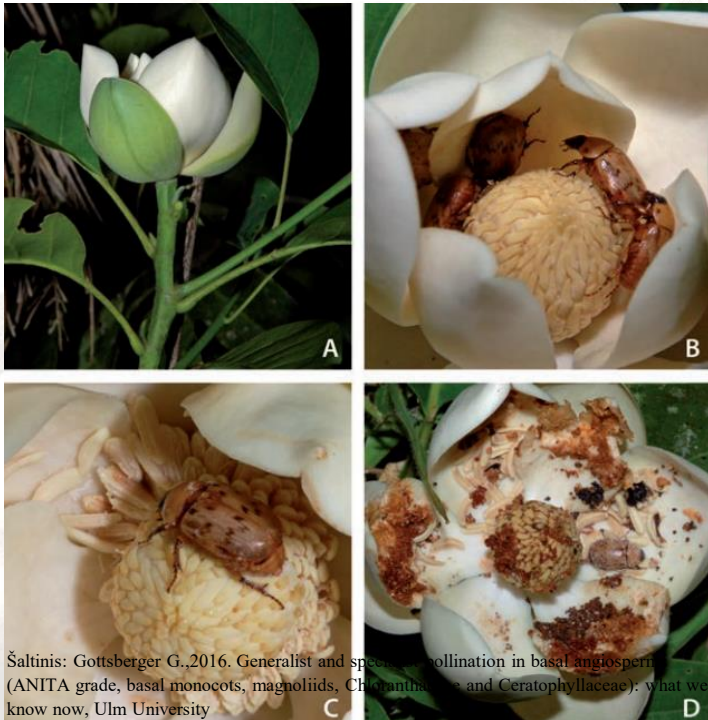 A
B
Šaltinis: Gottsberger G.,2016. Generalist and pollination in basal
(ANITA grade, basal monocots, magnoliids, and Ceratophyllaceae): what we
know now, Ulm University
C
D